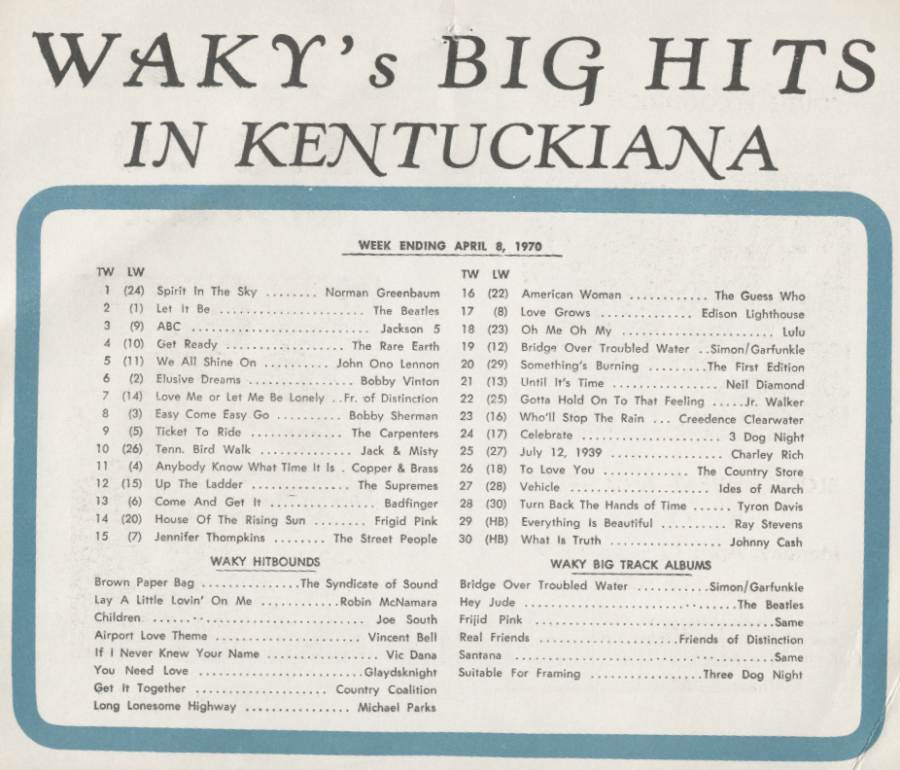 WAKY's BIG HITS
IN KENTUCKIANA
WEEK ENDING APRIL 8, 1970
TW LW
1 (24) Spirit In The Sky ........ Norman Greenbaum
2 (1) Let It Be ...................... The Beatles
3 (9) ABC ........................... Jackson 5
4 (10) Get Ready ................... The Rare Earth
5 (11) We All Shine On ........... John Ono Lennon
6 (2) Elusive Dreams ................ Bobby Vinton
7 (14) Love Me or Let Me Be Lonely ..Fr. of Distinction
8 (3) Easy Come Easy Go ........... Bobby Sherman
9 (5) Ticket To Ride .............. The Carpenters
10 (26) Tenn. Bird Walk ................ Jack & Misty
11 (4) Anybody Know What Time It Is . Copper & Brass
12 (15) Up The Ladder ................ The Supremes
13 (6) Come And Get It ................. Badfinger
14 (20) House Of The Rising Sun ........ Frigid Pink
15 (7) Jennifer Thompkins ........ The Street People
WAKY HITBOUNDS
Brown Paper Bag ...............The Syndicate of Sound
Lay A Little Lovin' On Me ............Robin McNamara
Children ................................ Joe South
Airport Love Theme ...................... Vincent Bell
If I Never Knew Your Name ................. Vic Dana
You Need Love .........................Glaydsknight
Get It Together .................... Country Coalition
Long Lonesome Highway ................ Michael Parks
TW LW
16 (22) American Woman ............ The Guess Who
17 (8) Love Grows .............. Edison Lighthouse
18 (23) Oh Me Oh My ....................... Lulu
19 (12) Bridge Over Troubled Water ..Simon/Garfunkle
20 (29) Something's Burning .........The First Edition
21 (13) Until It's Time ................ Neil Diamond
22 (25) Gotta Hold On To That Feeling .....Jr. Walker
23 (16) Who'll Stop The Rain ... Creedence Clearwater
24 (17) Celebrate ..................... 3 Dog Night
25 (27) July 12, 1939 ................. Charley Rich
26 (18) To Love You ............... The Country Store
27 (28) Vehicle ..................... Ides of March
28 (30) Turn Back The Hands of Time ...... Tyron Davis
29 (HB) Everything Is Beautiful .......... Ray Stevens
30 (HB) What Is Truth .................. Johnny Cash
WAKY BIG TRACK ALBUMS
Bridge Over Troubled Water ...........Simon/Garfunkle
Hey Jude ................................The Beatles
Frijid Pink ....................................Same
Real Friends .....................Friends of Distinction
Santana .......................................Same
Suitable For Framing .................Three Dog Night